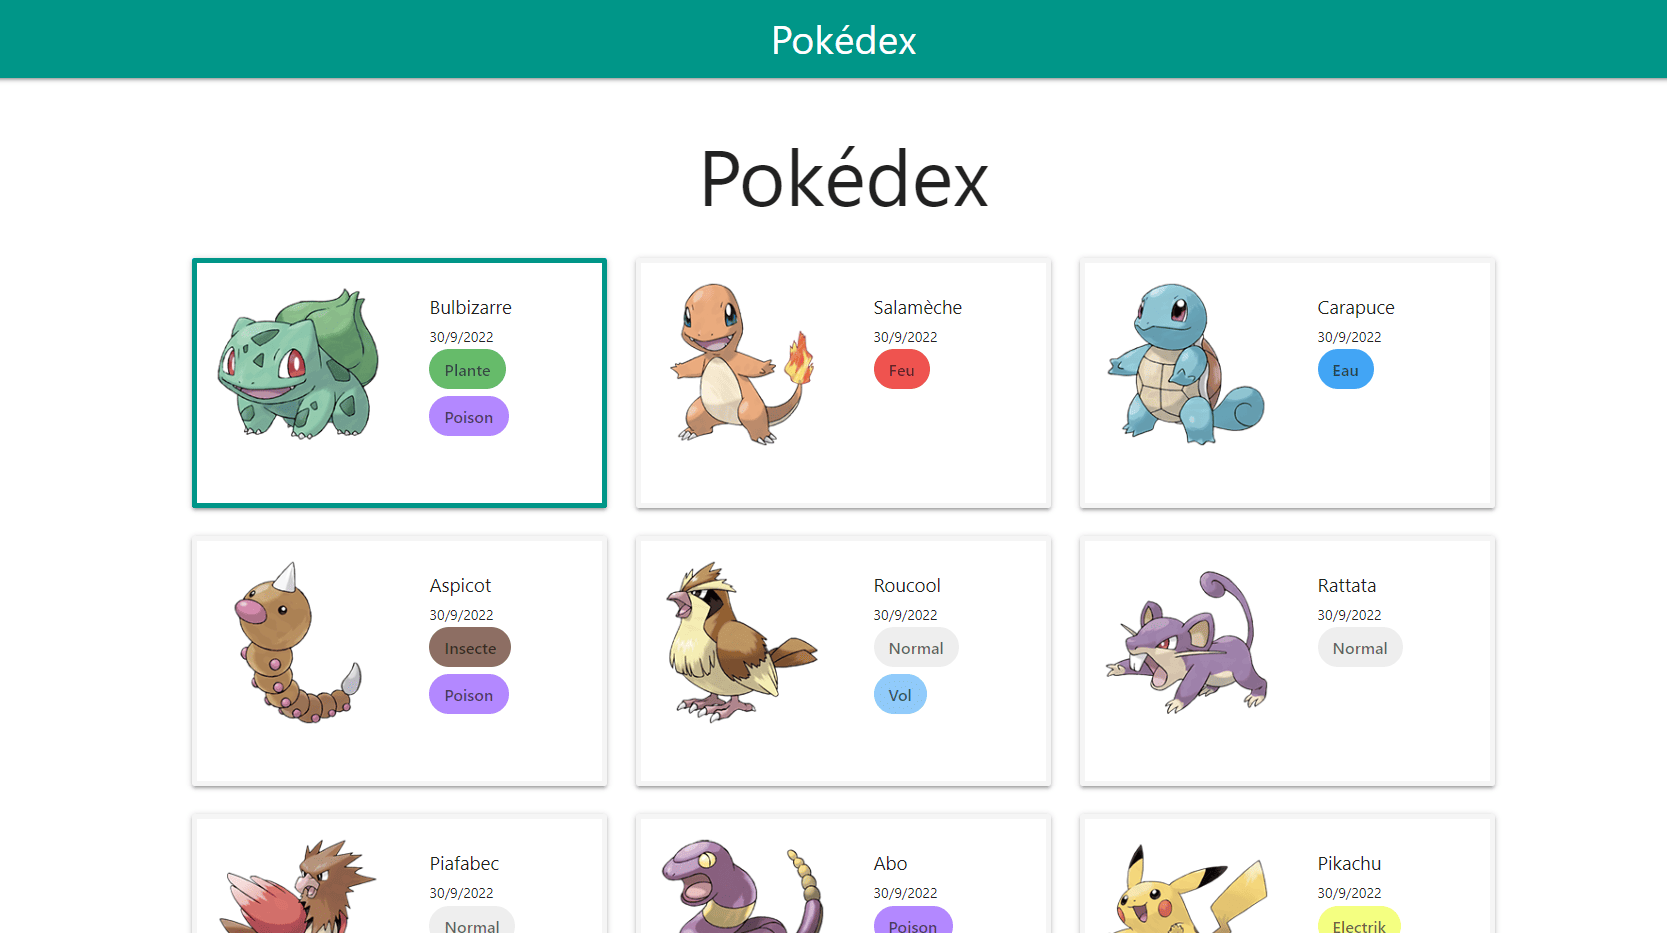 Pokédex
Pokédex
Bulbizarre
30/9/2022
Plante
Poison
Salamèche
30/9/2022
Feu
Carapuce
30/9/2022
Eau
Aspicot
30/9/2022
Insecte
Poison
Roucool
30/9/2022
Normal
Vol
Rattata
30/9/2022
Normal
Piafabec
30/9/2022
Normal
Abo
30/9/2022
Poison
Pikachu
30/9/2022
Electrik